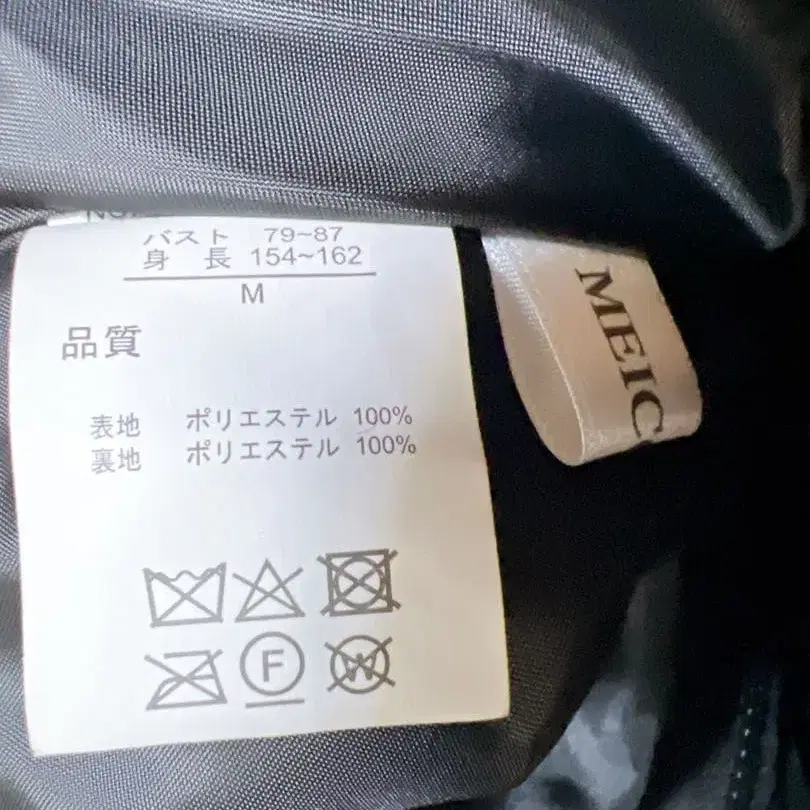 バスト 79~87
身 長 154~162
M
品質
表地 ポリエステル 100%
裏地 ポリエステル 100%
F
W
MEIC